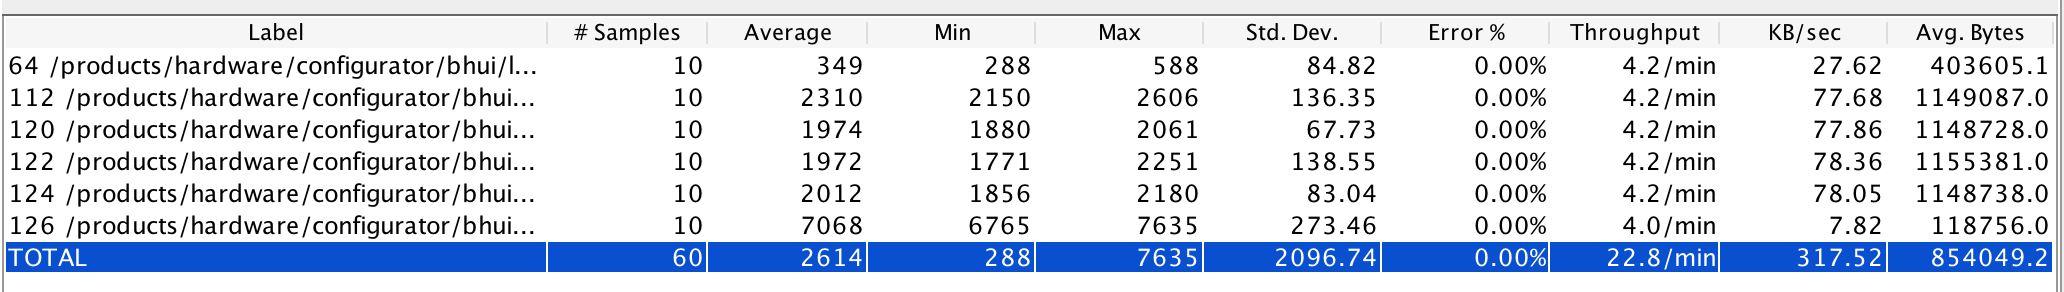 Label # Samples Average Min Max Std. Dev. Error % Throughput KB/sec Avg. Bytes
64 /products/hardware/configurator/bhui/l... 10 349 288 588 84.82 0.00% 4.2/min 27.62 403605.1
112 /products/hardware/configurator/bhui... 10 2310 2150 2606 136.35 0.00% 4.2/min 77.68 1149087.0
120 /products/hardware/configurator/bhui... 10 1974 1880 2061 67.73 0.00% 4.2/min 77.86 1148728.0
122 /products/hardware/configurator/bhui... 10 1972 1771 2251 138.55 0.00% 4.2/min 78.36 1155381.0
124 /products/hardware/configurator/bhui... 10 2012 1856 2180 83.04 0.00% 4.2/min 78.05 1148738.0
126 /products/hardware/configurator/bhui... 10 7068 6765 7635 273.46 0.00% 4.0/min 7.82 118756.0
TOTAL 60 2614 288 7635 2096.74 0.00% 22.8/min 317.52 854049.2